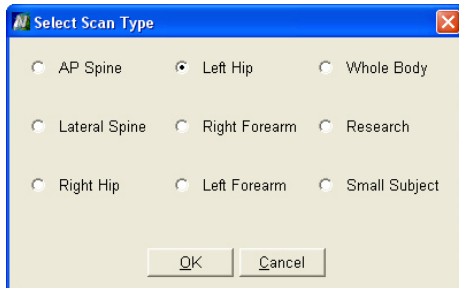 Select Scan Type
AP Spine Left Hip Whole Body
Lateral Spine Right Forearm Research
Right Hip Left Forearm Small Subject
OK Cancel